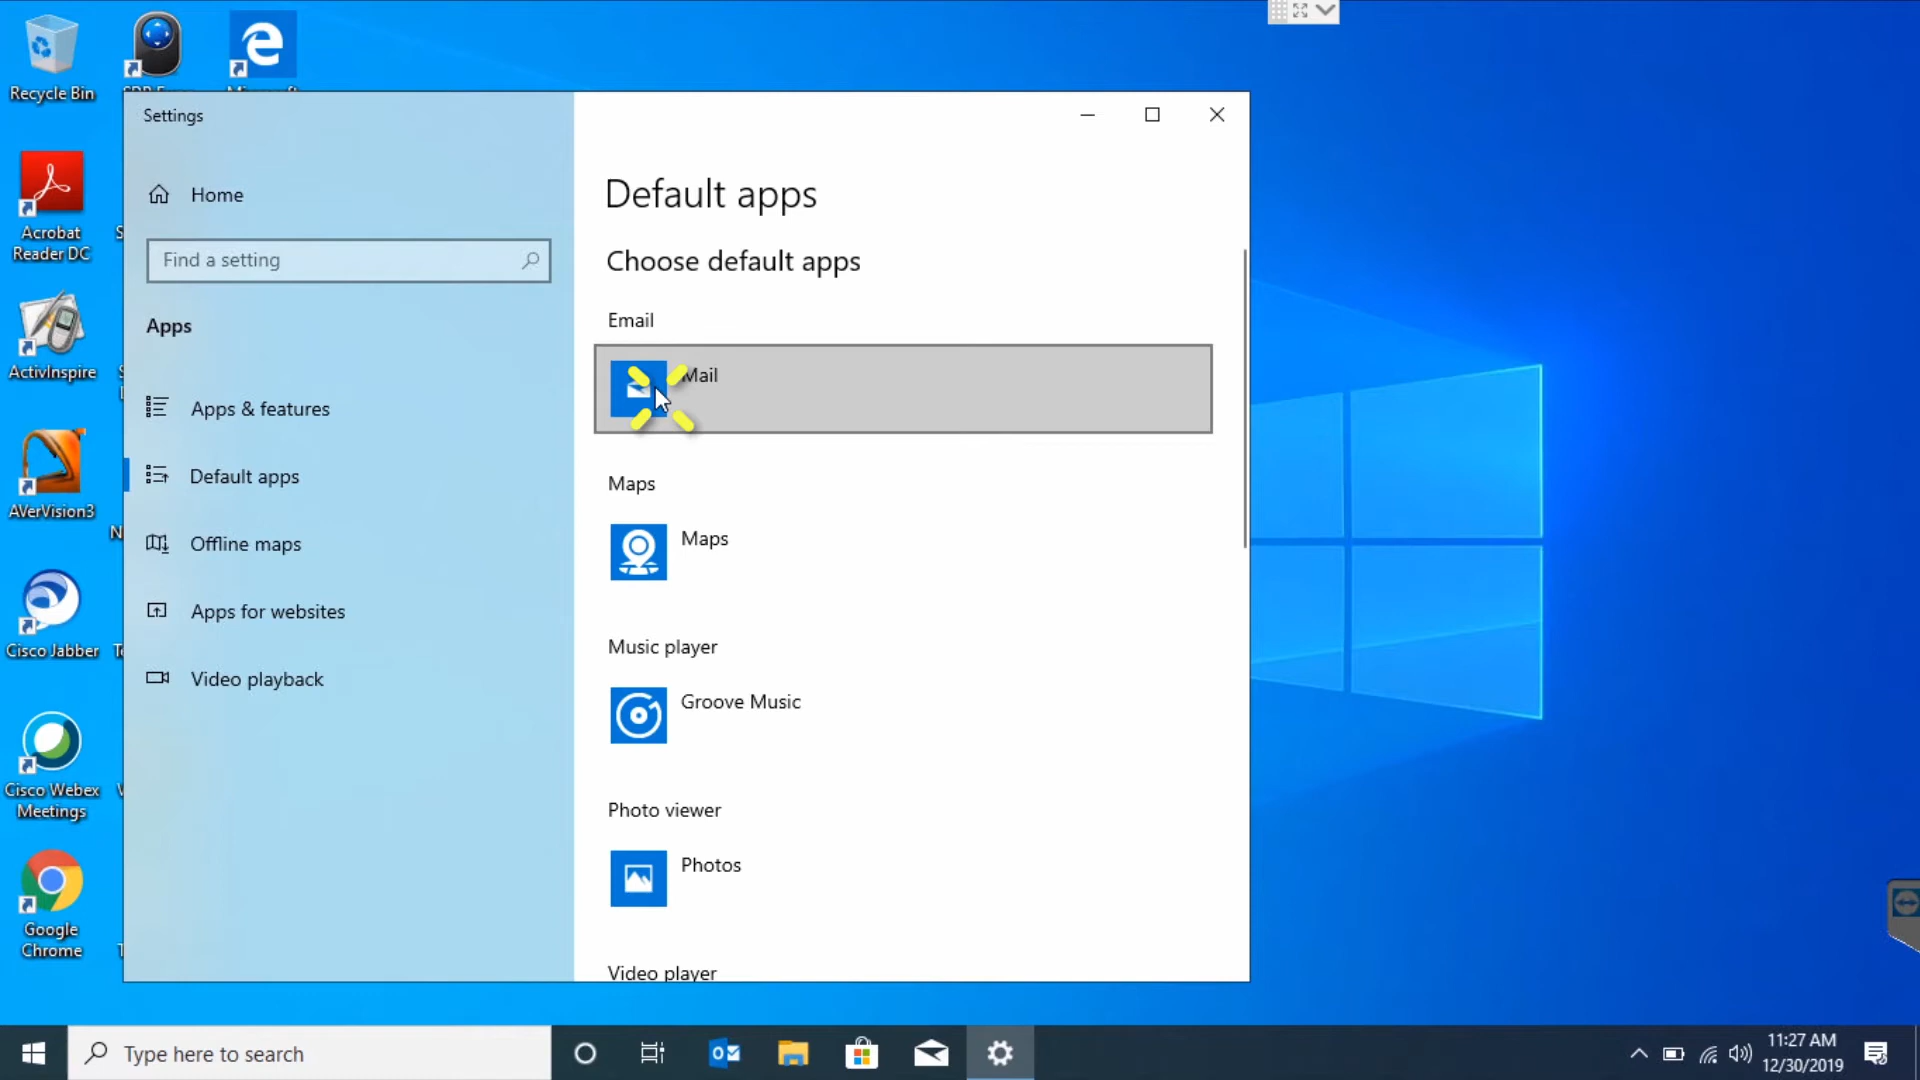 Recycle Bin
Settings
Home
Find a setting
Apps
Apps & features
Default apps
Offline maps
Apps for websites
Video playback
Default apps
Choose default apps
Email
Mail
Maps
Maps
Music player
Groove Music
Photo viewer
Photos
Video player
Acrobat
Reader DC
ActivInspire
AVerVision3
Cisco Jabber
Cisco Webex
Meetings
Google
Chrome
Type here to search
11:27 AM
12/30/2019